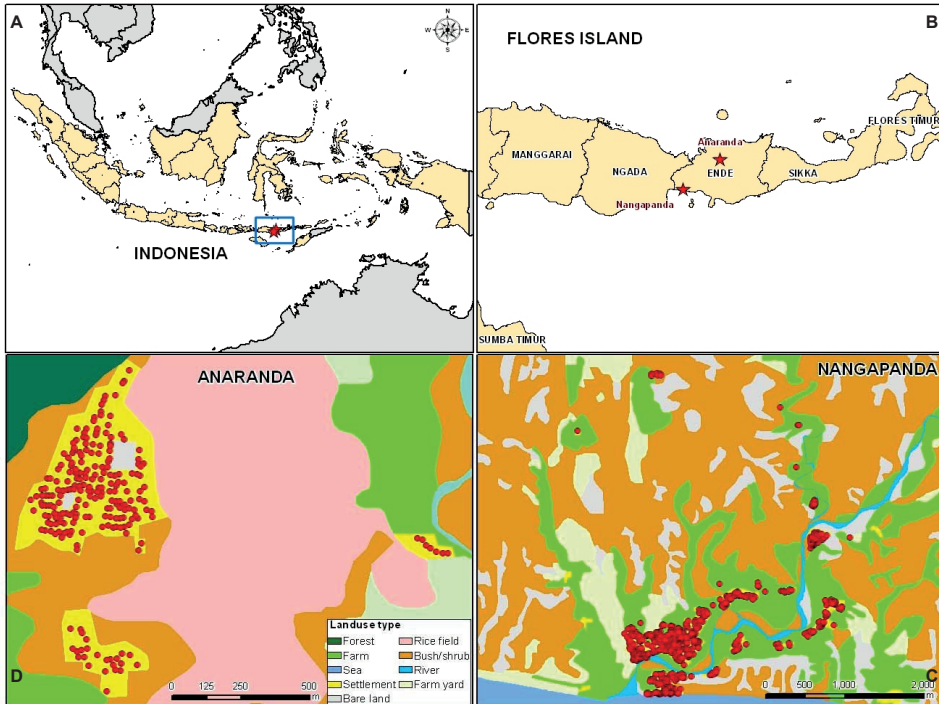 A
N
W E
S
INDONESIA
B
FLORES ISLAND
FLORES TIMUR
Anaranda
MANGGARAI
NGADA
ENDE
SIKKA
Nangapanda
SUMBA TIMUR
ANARANDA
Landuse type
Forest Rice field
Farm Bush/shrub
Sea River
Settlement Farm yard
Bare land
D
0 125 250 500
m
NANGAPANDA
C
0 500 1,000 2,000
m